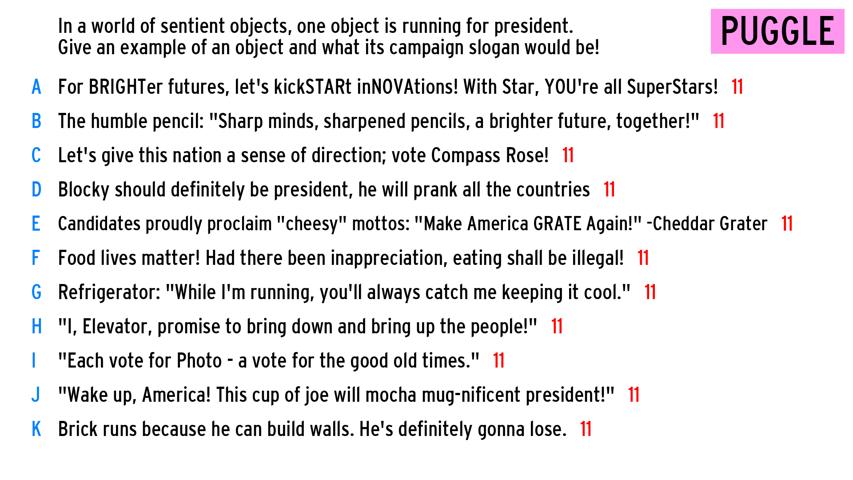 In a world of sentient objects, one object is running for president.
Give an example of an object and what its campaign slogan would be!
PUGGLE
A For BRIGHTer futures, let's kickSTARt inNOVAtions! With Star, YOU're all SuperStars! 11
B The humble pencil: "Sharp minds, sharpened pencils, a brighter future, together!" 11
C Let's give this nation a sense of direction; vote Compass Rose! 11
D Blocky should definitely be president, he will prank all the countries 11
E Candidates proudly proclaim "cheesy" mottos: "Make America GRATE Again!" -Cheddar Grater 11
F Food lives matter! Had there been inappreciation, eating shall be illegal! 11
G Refrigerator: "While I'm running, you'll always catch me keeping it cool." 11
H "I, Elevator, promise to bring down and bring up the people!" 11
I "Each vote for Photo - a vote for the good old times." 11
J "Wake up, America! This cup of joe will mocha mug-nificent president!" 11
K Brick runs because he can build walls. He's definitely gonna lose. 11